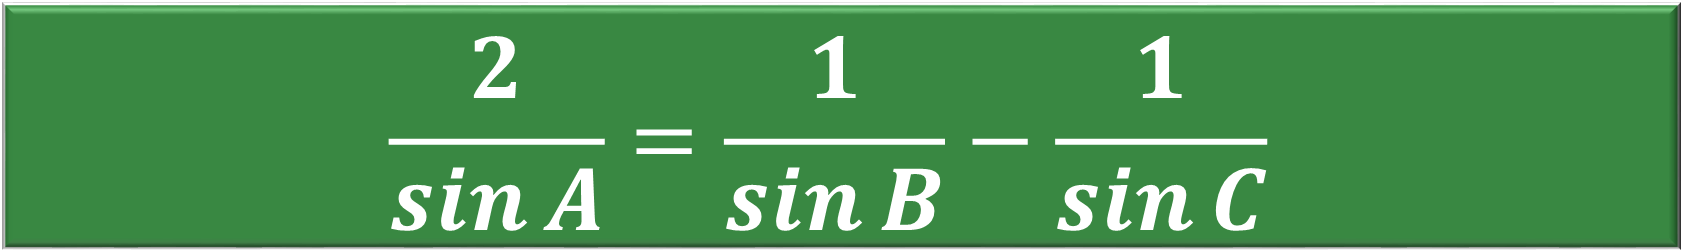 2/sin A = 1/sin B − 1/sin C